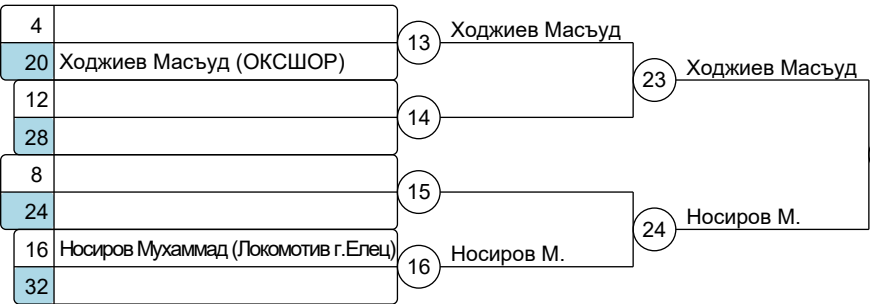 4
20 Ходжиев Масъуд (ОКСШОР)
12
28
8
24
16 Носиров Мухаммад (Локомотив г.Елец)
32
13 Ходжиев Масъуд
14
15
16 Носиров М.
23 Ходжиев Масъуд
24 Носиров М.